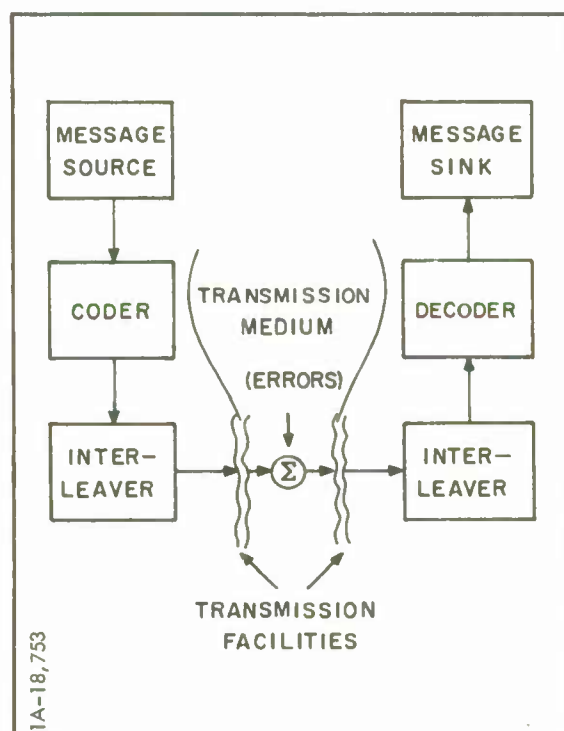 MESSAGE
SOURCE
CODER
INTER-
LEAVER
TRANSMISSION
MEDIUM
(ERRORS)
Σ
TRANSMISSION
FACILITIES
MESSAGE
SINK
DECODER
INTER-
LEAVER
1A-18,753